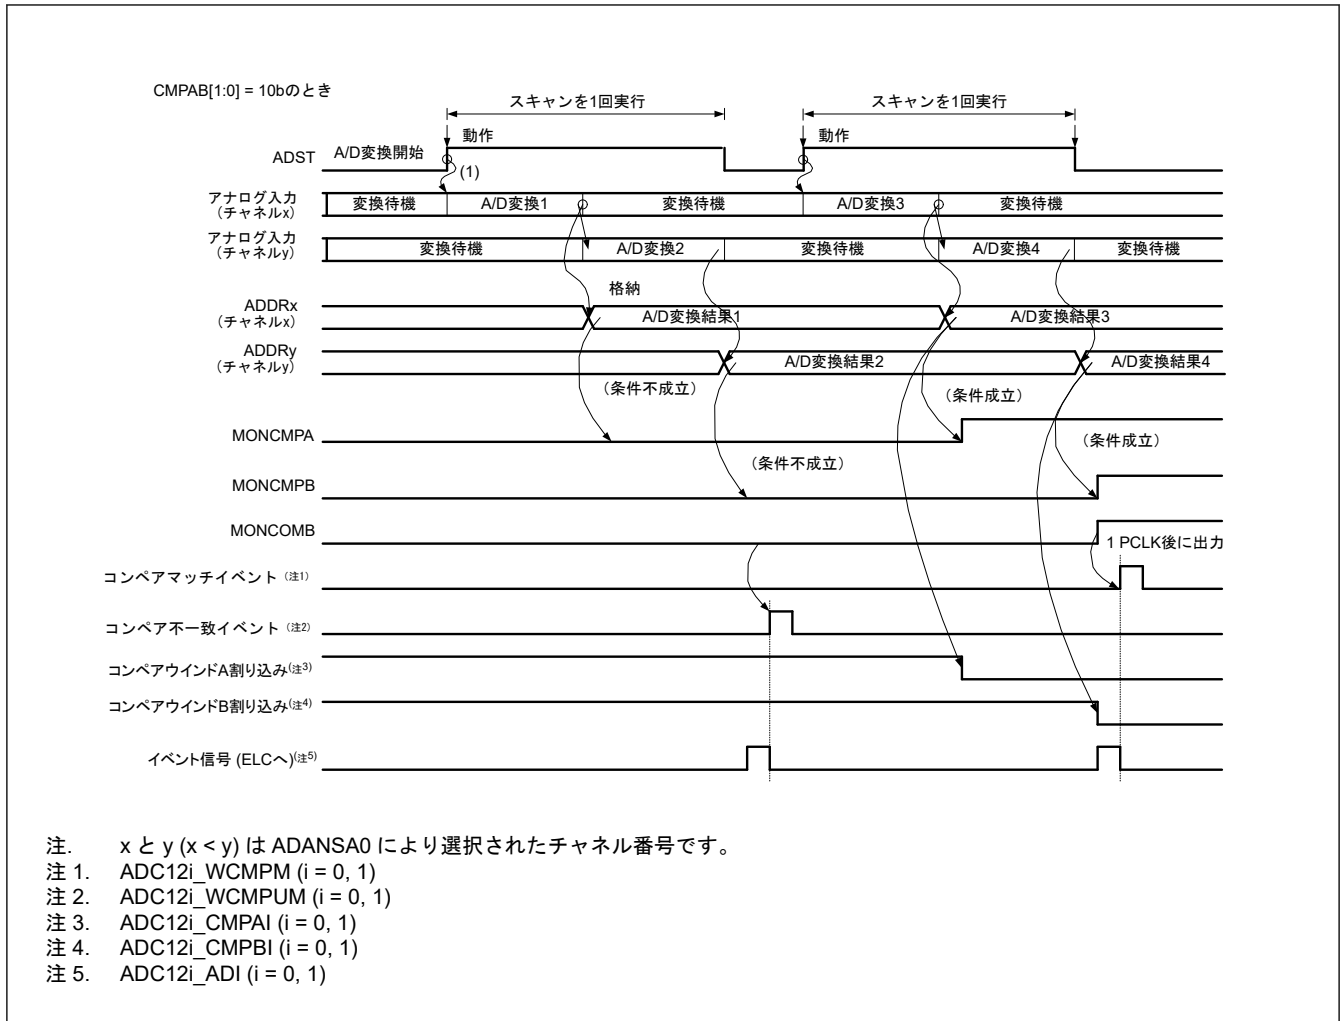 CMPAB[1:0] = 10bのとき
スキャンを1回実行
スキャンを1回実行
ADST
A/D変換開始
動作
動作
(1)
アナログ入力
（チャネルx）
変換待機
A/D変換1
変換待機
A/D変換3
変換待機
アナログ入力
（チャネルy）
変換待機
A/D変換2
変換待機
A/D変換4
変換待機
格納
ADDRx
（チャネルx）
A/D変換結果1
A/D変換結果3
ADDRy
（チャネルy）
A/D変換結果2
A/D変換結果4
（条件不成立）
（条件成立）
MONCMPA
（条件不成立）
（条件成立）
MONCMPB
MONCOMB
1 PCLK後に出力
コンペアマッチイベント（注1）
コンペア不一致イベント（注2）
コンペアウインドA割り込み(注3)
コンペアウインドB割り込み(注4)
イベント信号 (ELCへ)(注5)
注. x と y (x < y) は ADANSA0 により選択されたチャネル番号です。
注 1. ADC12i_WCMPM (i = 0, 1)
注 2. ADC12i_WCMPUM (i = 0, 1)
注 3. ADC12i_CMPAI (i = 0, 1)
注 4. ADC12i_CMPBI (i = 0, 1)
注 5. ADC12i_ADI (i = 0, 1)